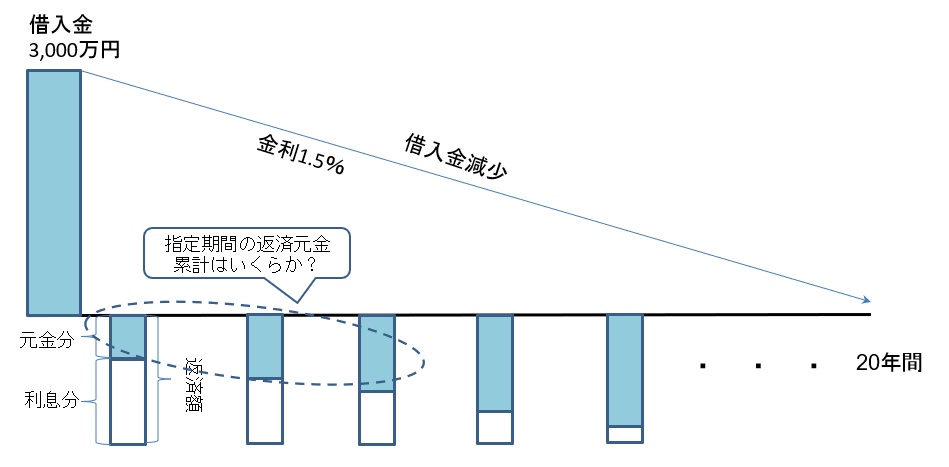 借入金
3,000万円
金利1.5%
借入金減少
指定期間の返済元金
累計はいくらか？
元金分
利息分
返済額
・ ・ ・ 20年間